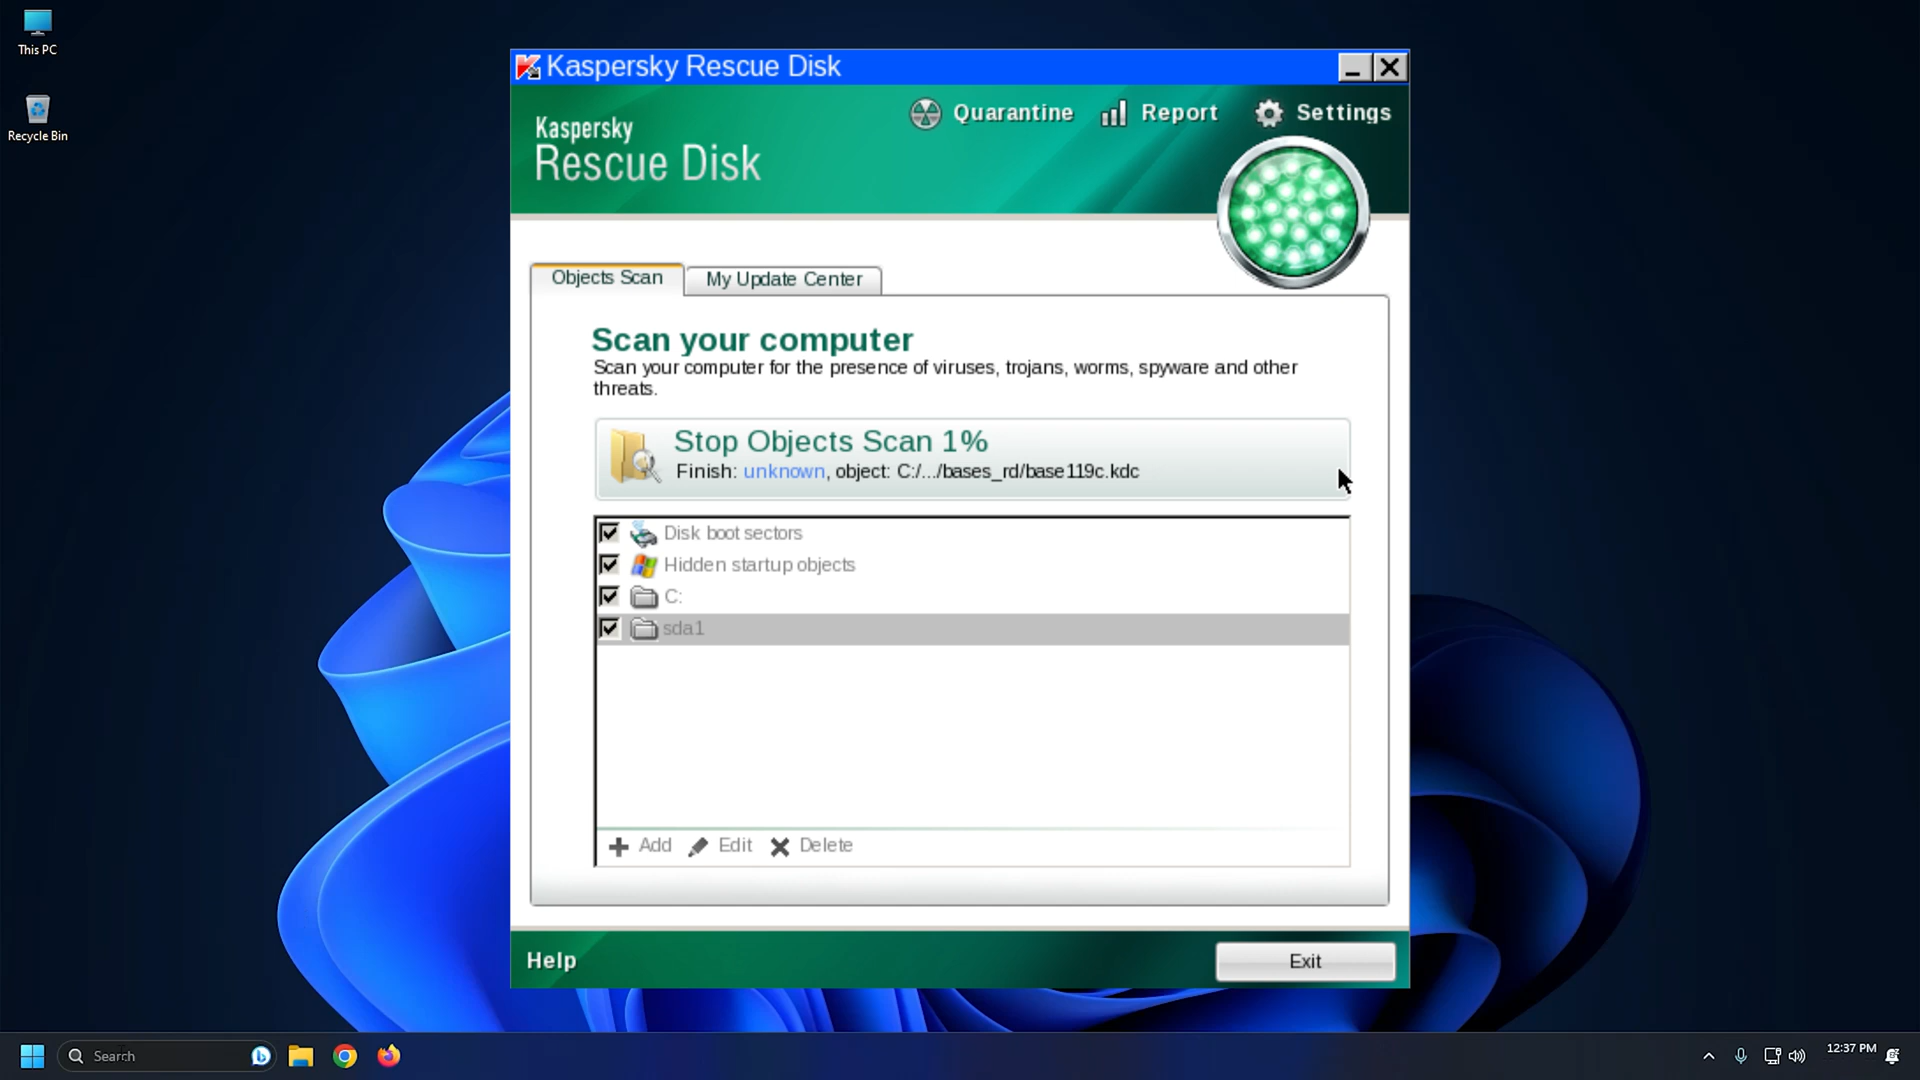 This PC
Recycle Bin
Kaspersky Rescue Disk
Quarantine
Report
Settings
Kaspersky
Rescue Disk
Objects Scan
My Update Center
Scan your computer
Scan your computer for the presence of viruses, trojans, worms, spyware and other
threats.
Stop Objects Scan 1%
Finish: unknown, object: C:/.../bases_rd/base119c.kdc
Disk boot sectors
Hidden startup objects
C:
sda1
Add
Edit
Delete
Help
Exit
Search
12:37 PM